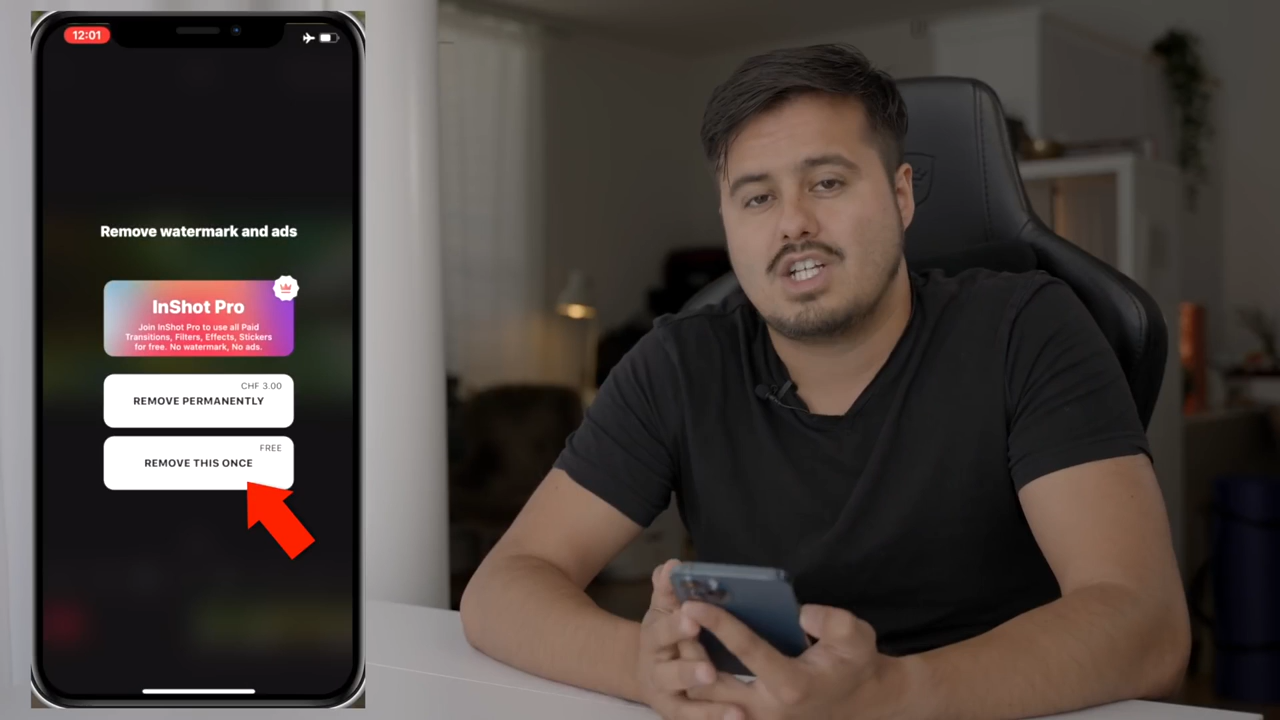 12:01
Remove watermark and ads
InShot Pro
Join InShot Pro to use all Paid
Transitions, Filters, Effects, Stickers
for free. No watermark, No ads.
CHF 3.00
REMOVE PERMANENTLY
FREE
REMOVE THIS ONCE